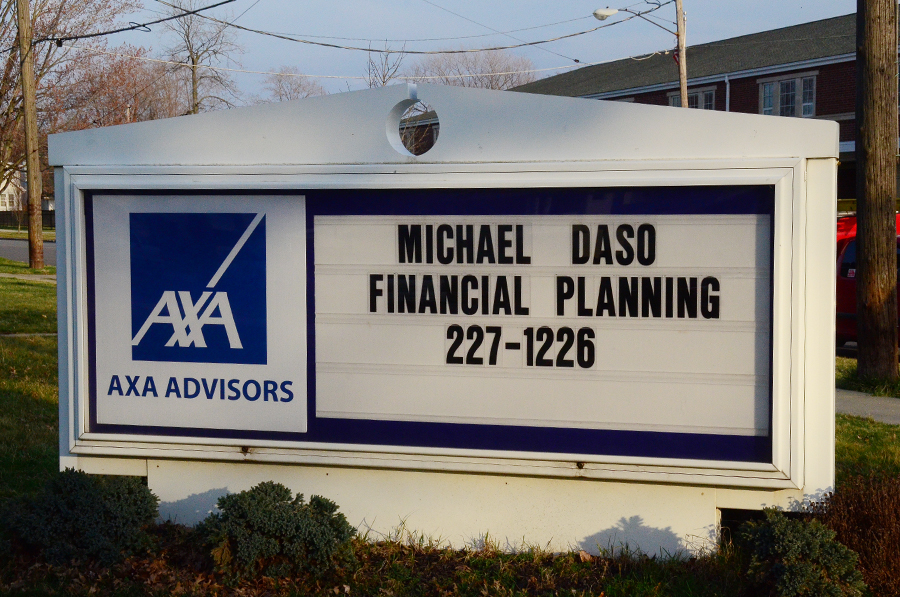 AXA
AXA ADVISORS
MICHAEL DASO
FINANCIAL PLANNING
227-1226